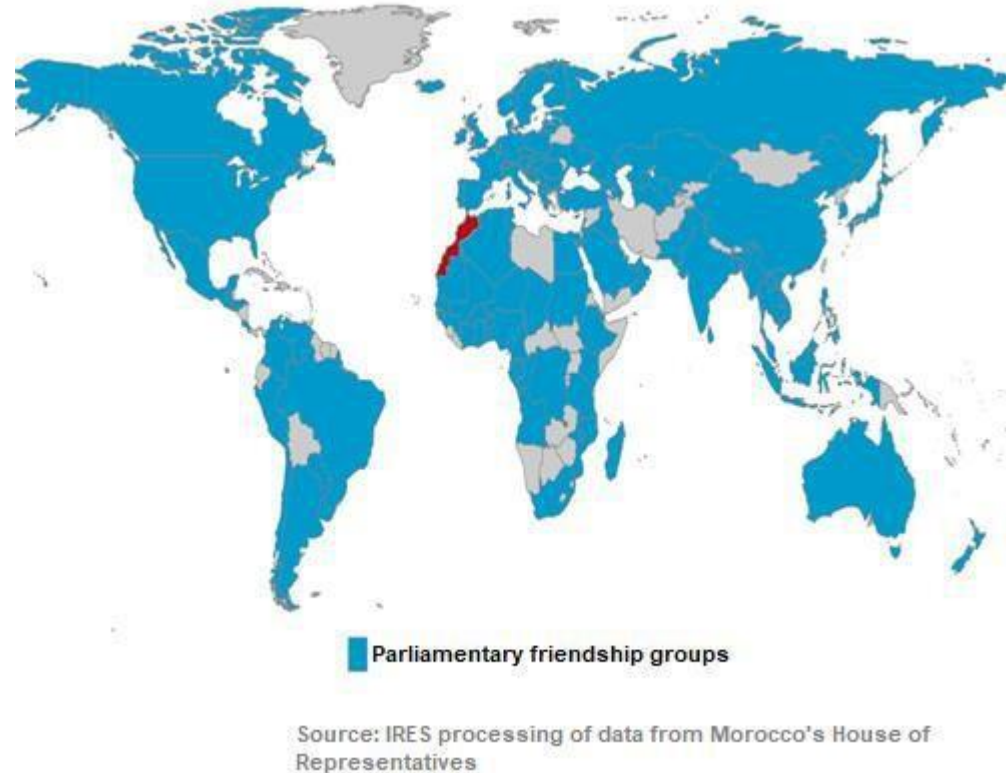 Parliamentary friendship groups
Source: IRES processing of data from Morocco's House of
Representatives